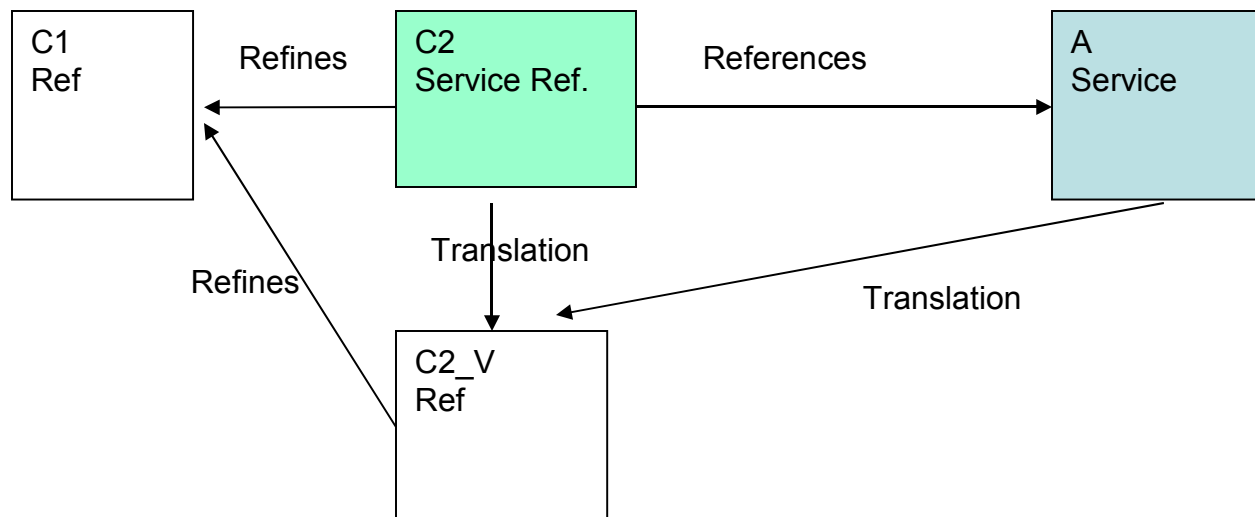 C1
Ref
Refines
C2
Service Ref.
References
A
Service
Translation
Refines
Translation
C2_V
Ref